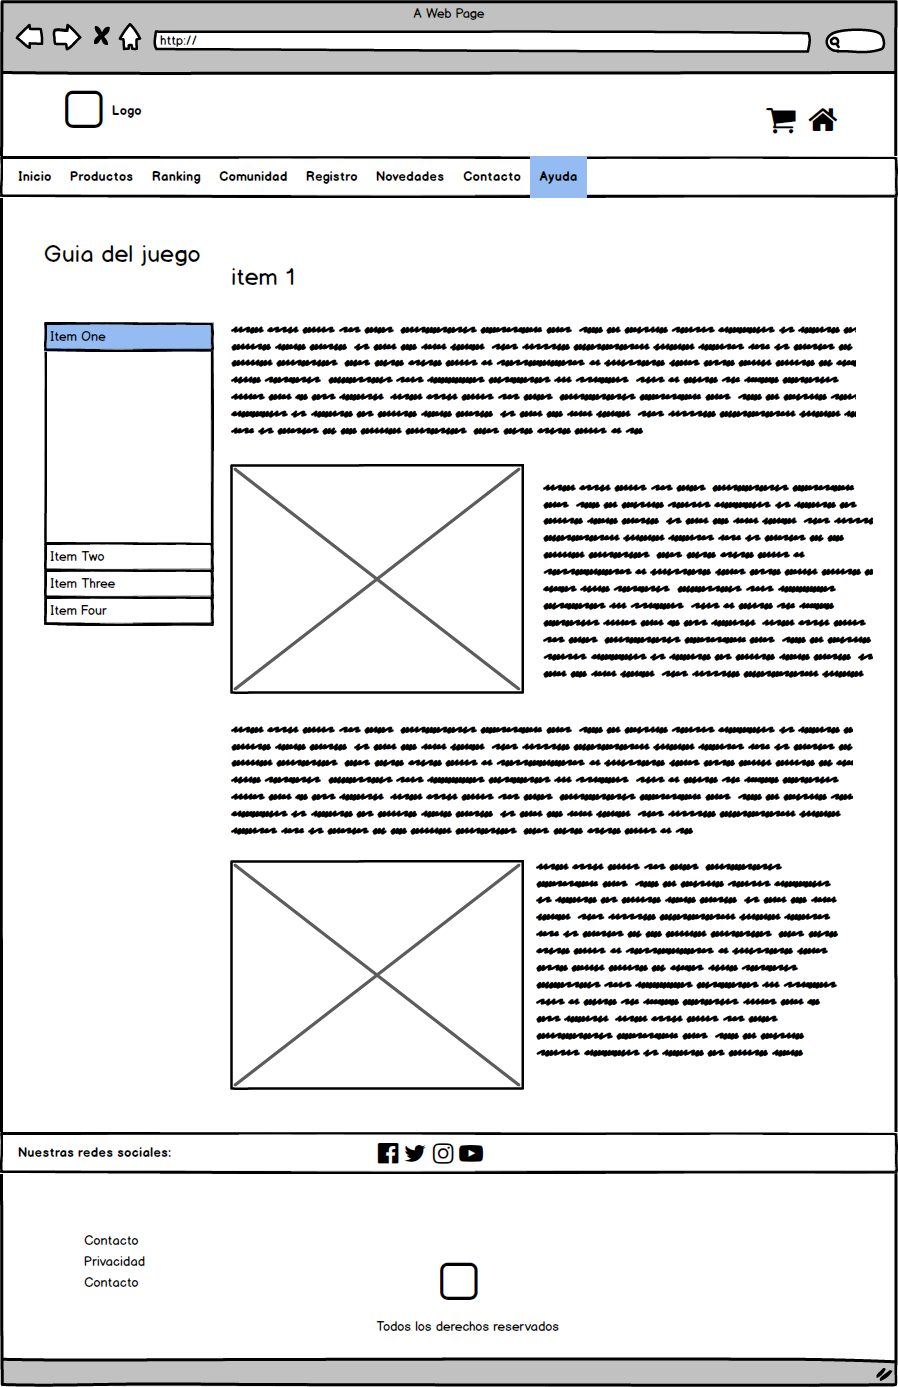 A Web Page
http://
Logo
Inicio Productos Ranking Comunidad Registro Novedades Contacto Ayuda
Guia del juego
item 1
Item One
Item Two
Item Three
Item Four
Nuestras redes sociales:
Contacto
Privacidad
Contacto
Todos los derechos reservados